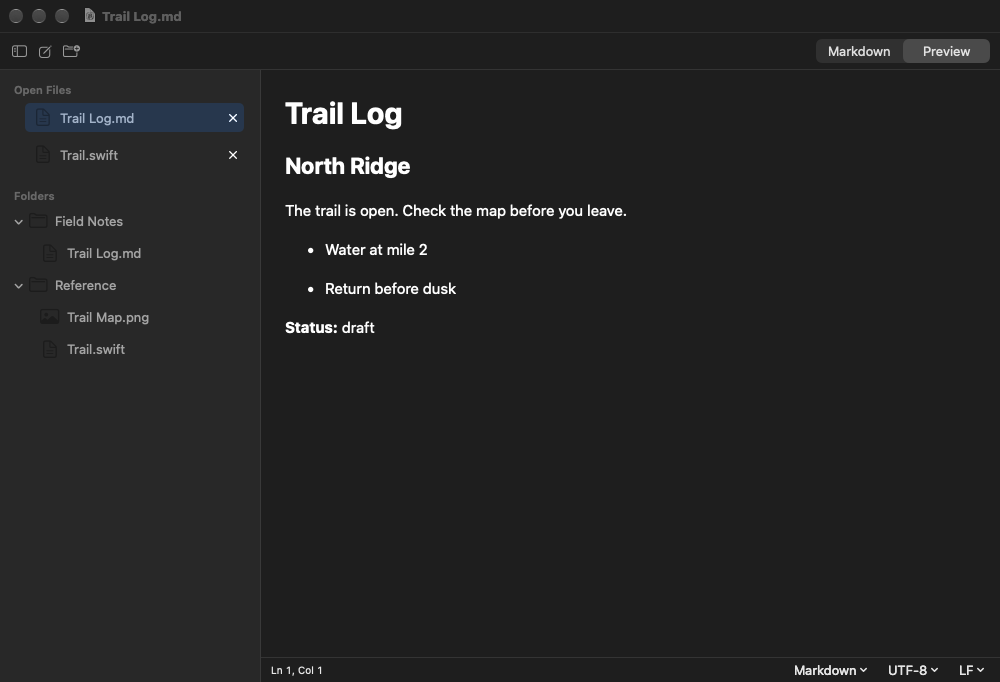 Trail Log.md
Markdown
Preview
Open Files
Trail Log.md
Trail.swift
Folders
Field Notes
Trail Log.md
Reference
Trail Map.png
Trail.swift
Trail Log
North Ridge
The trail is open. Check the map before you leave.
• Water at mile 2
• Return before dusk
Status: draft
Ln 1, Col 1
Markdown
UTF-8
LF